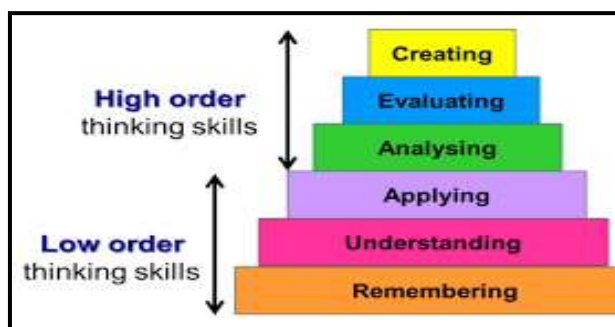 Creating
Evaluating
Analysing
Applying
Understanding
Remembering
High order
thinking skills
Low order
thinking skills